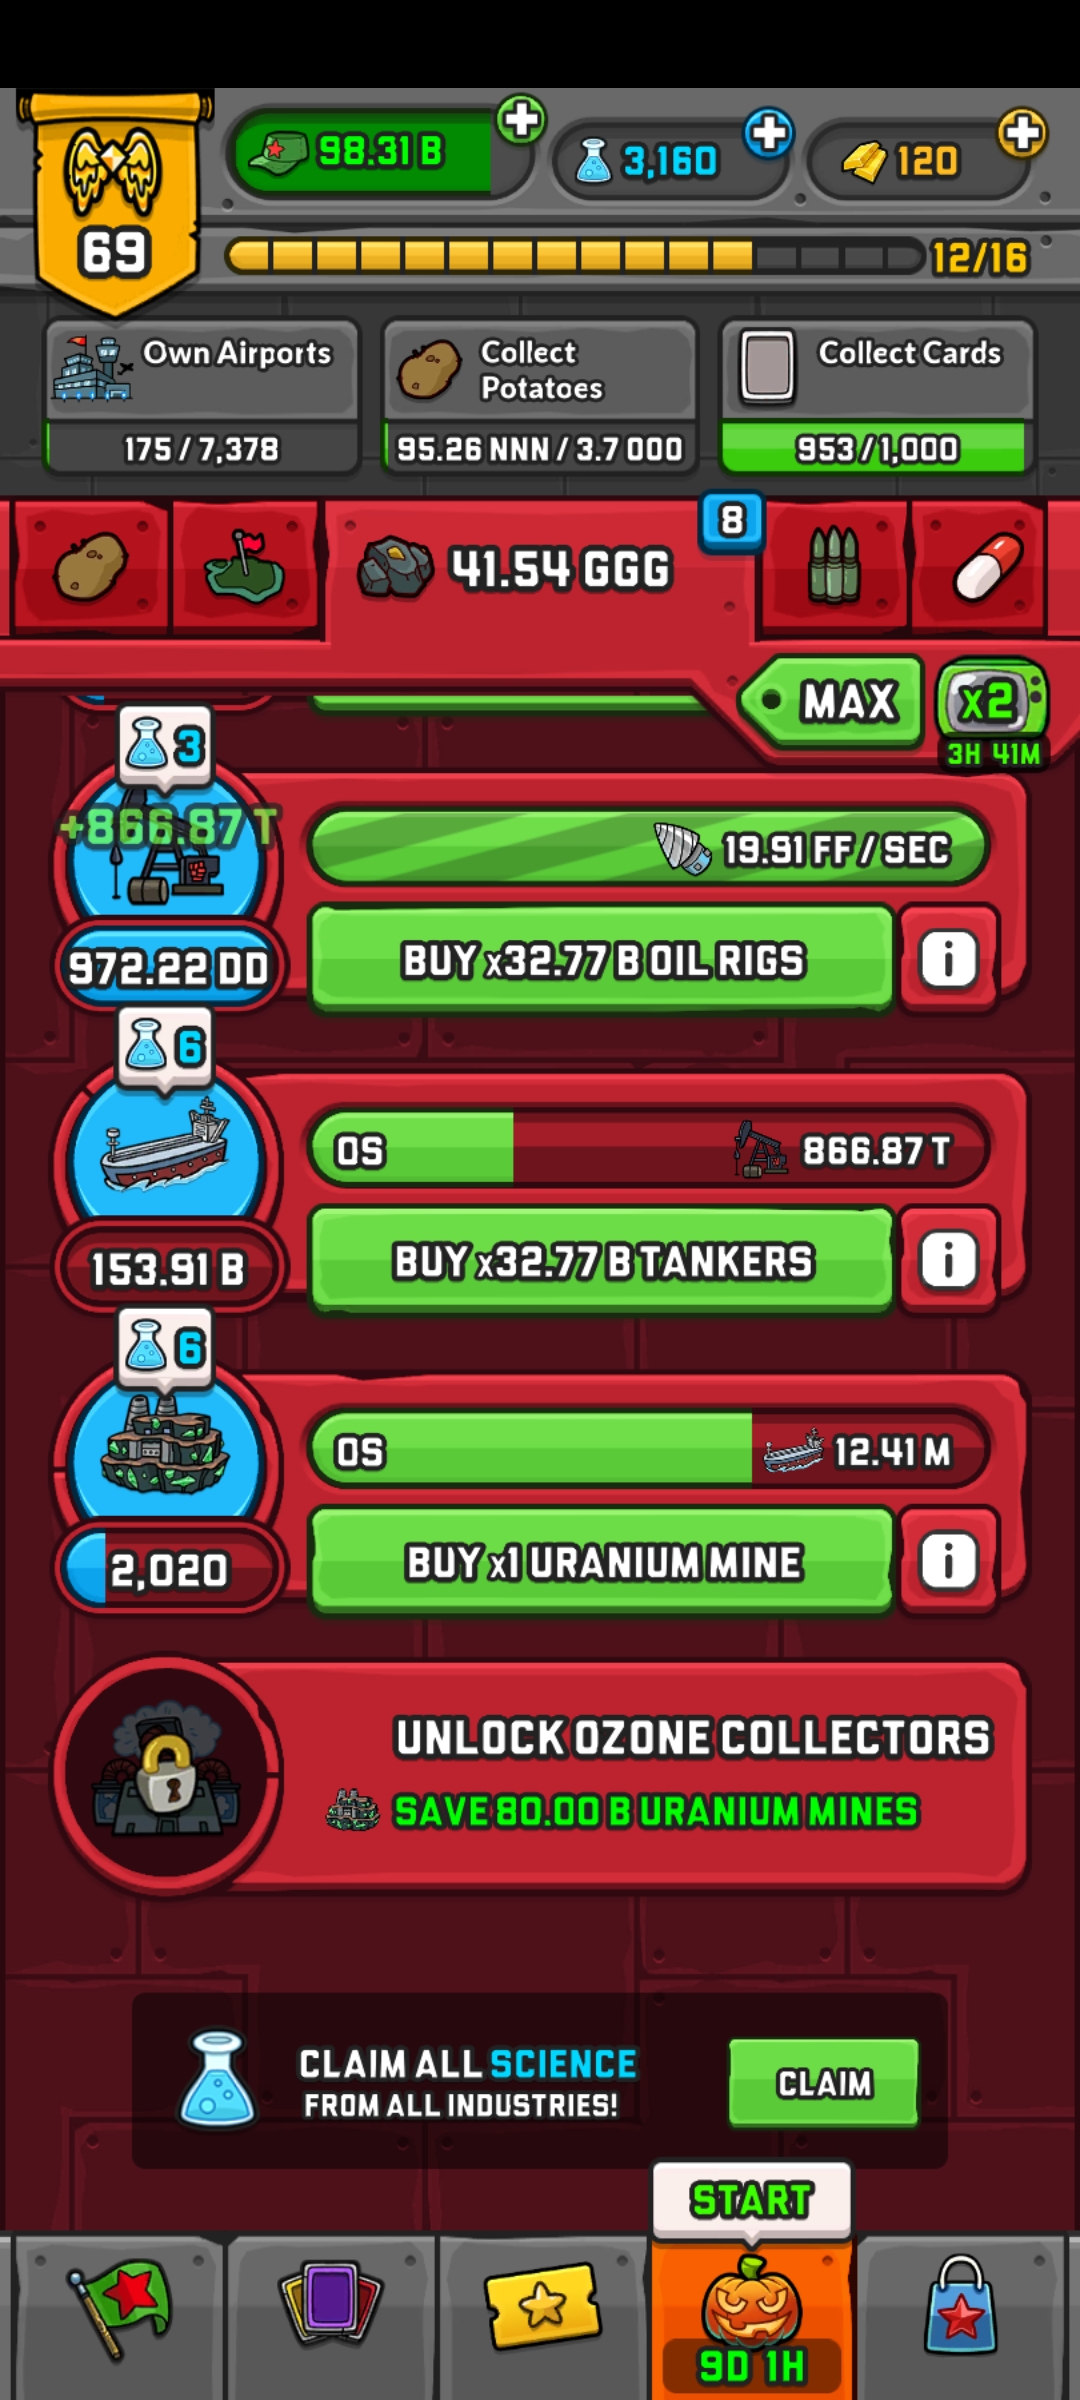 98.31 B
3,160
120
69
12/16
Own Airports
175 / 7,378
Collect
Potatoes
95.26 NNN / 3.7 OOO
Collect Cards
953 / 1,000
8
41.54 GGG
MAX
x2
3H 41M
3
+866.87 T
19.91 FF / SEC
972.22 DD
BUY x32.77 B OIL RIGS
i
6
0S
866.87 T
153.91 B
BUY x32.77 B TANKERS
i
6
0S
12.41 M
2,020
BUY x1 URANIUM MINE
i
UNLOCK OZONE COLLECTORS
SAVE 80.00 B URANIUM MINES
CLAIM ALL SCIENCE
FROM ALL INDUSTRIES!
CLAIM
START
9D 1H